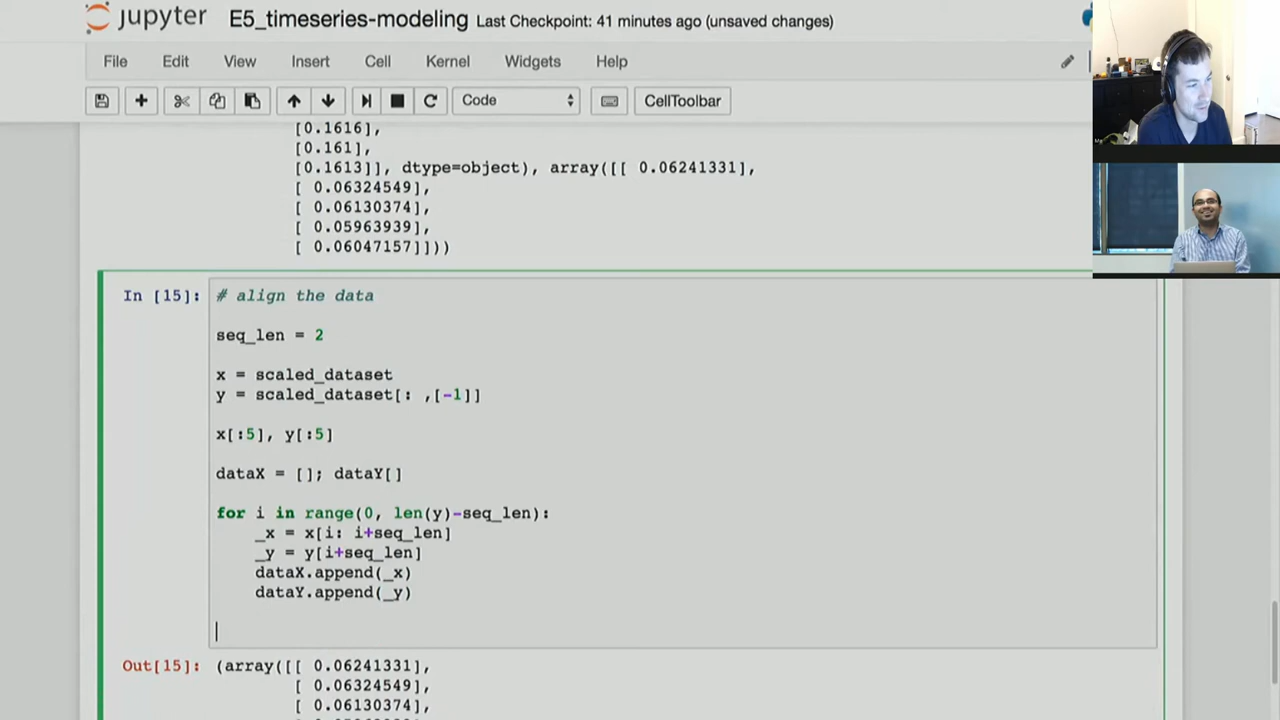 jupyter E5_timeseries-modeling Last Checkpoint: 41 minutes ago (unsaved changes)
File Edit View Insert Cell Kernel Widgets Help
Code CellToolbar
[0.1616],
[0.161],
[0.1613]], dtype=object), array([[ 0.06241331],
[ 0.06324549],
[ 0.06130374],
[ 0.05963939],
[ 0.06047157]]))
In [15]: # align the data
seq_len = 2
x = scaled_dataset
y = scaled_dataset[: ,[-1]]
x[:5], y[:5]
dataX = []; dataY[]
for i in range(0, len(y)-seq_len):
_x = x[i: i+seq_len]
_y = y[i+seq_len]
dataX.append(_x)
dataY.append(_y)
Out[15]: (array([[ 0.06241331],
[ 0.06324549],
[ 0.06130374],